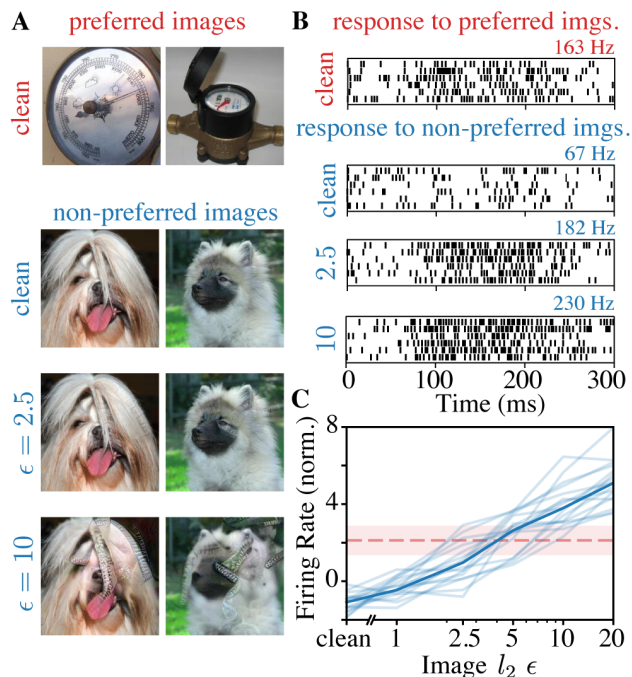 A
preferred images
clean
non-preferred images
clean
ϵ = 2.5
ϵ = 10
B
response to preferred imgs.
163 Hz
clean
response to non-preferred imgs.
67 Hz
clean
182 Hz
2.5
230 Hz
10
0 100 200 300
Time (ms)
C
Firing Rate (norm.)
8
4
0
clean 1 2.5 5 10 20
Image l₂ ϵ